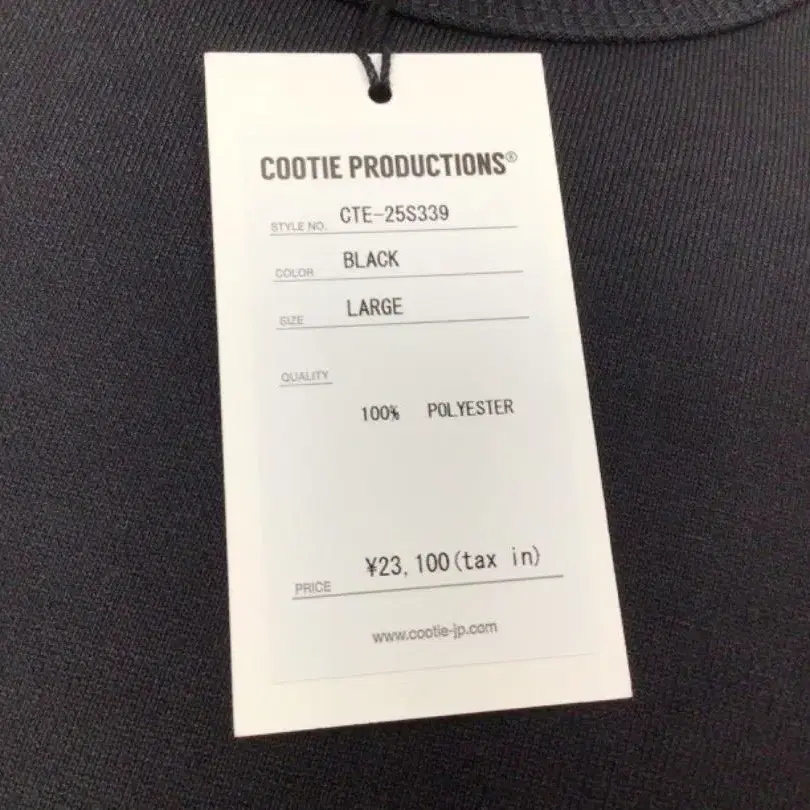 COOTIE PRODUCTIONS®
STYLE NO. CTE-25S339
COLOR BLACK
SIZE LARGE
QUALITY
100% POLYESTER
PRICE ¥23,100(tax in)
www.cootie-jp.com